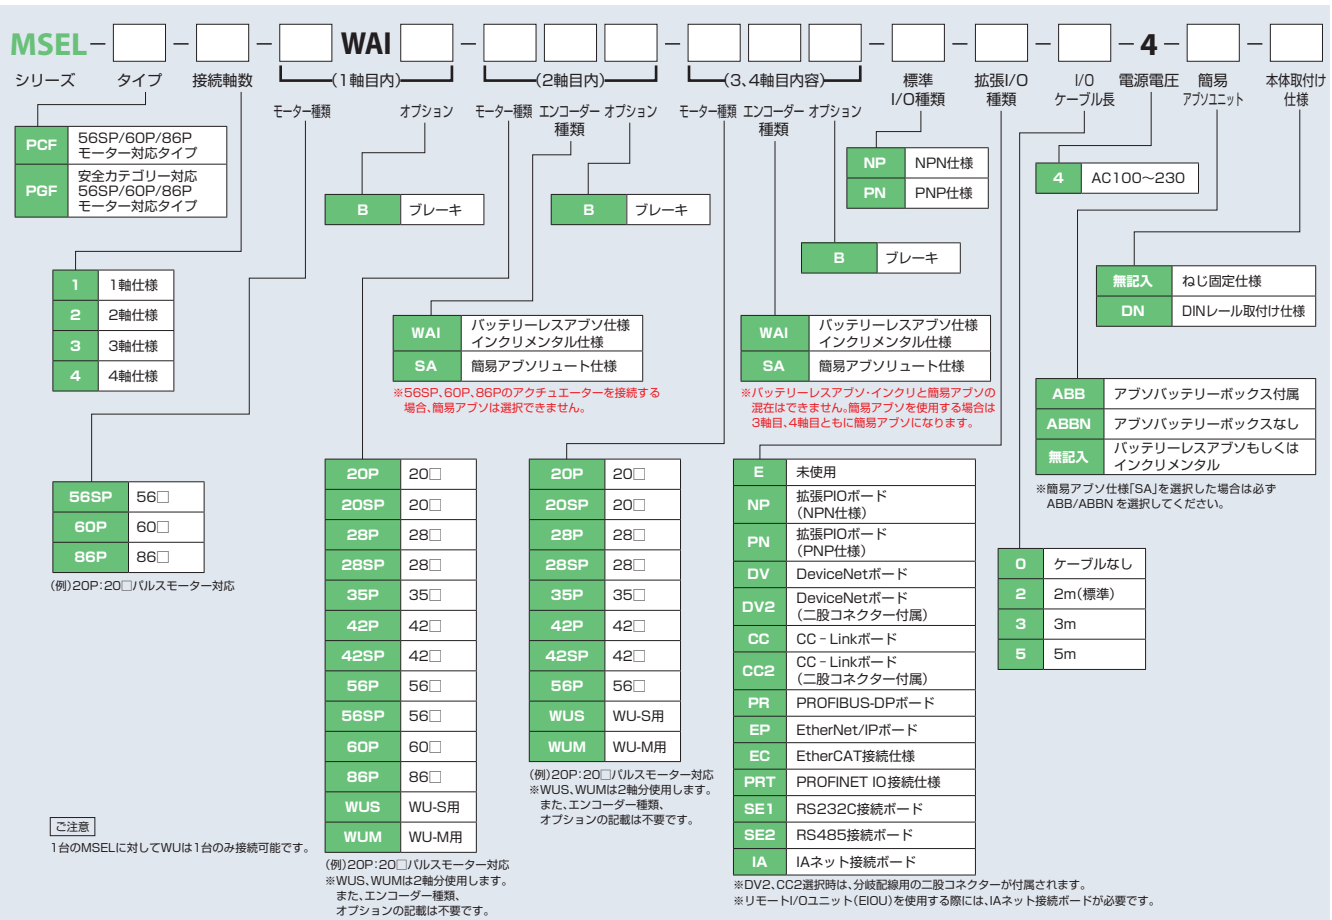 MSEL－□－□－□ WAI □－□□□－□□□－□－□－□－4－□－□
シリーズ タイプ 接続軸数 (1軸目内) (2軸目内) (3、4軸目内容) 標準 I/O種類 拡張I/O 種類 I/O ケーブル長 電源電圧 簡易 アブソユニット 本体取付け 仕様
モーター種類 オプション モーター種類 エンコーダー種類 オプション モーター種類 エンコーダー種類 オプション
PCF 56SP/60P/86P
モーター対応タイプ
PGF 安全カテゴリー対応
56SP/60P/86P
モーター対応タイプ
1 1軸仕様
2 2軸仕様
3 3軸仕様
4 4軸仕様
56SP 56□
60P 60□
86P 86□
(例)20P:20□パルスモーター対応
ご注意
1台のMSELに対してWUは1台のみ接続可能です。
B ブレーキ
20P 20□
20SP 20□
28P 28□
28SP 28□
35P 35□
42P 42□
42SP 42□
56P 56□
56SP 56□
60P 60□
86P 86□
WUS WU-S用
WUM WU-M用
(例)20P:20□パルスモーター対応
※WUS、WUMは2軸分使用します。
また、エンコーダー種類、
オプションの記載は不要です。
WAI バッテリーレスアブソ仕様
インクリメンタル仕様
SA 簡易アブソリュート仕様
※56SP、60P、86Pのアクチュエーターを接続する
場合、簡易アブソは選択できません。
B ブレーキ
20P 20□
20SP 20□
28P 28□
28SP 28□
35P 35□
42P 42□
42SP 42□
56P 56□
WUS WU-S用
WUM WU-M用
(例)20P:20□パルスモーター対応
※WUS、WUMは2軸分使用します。
また、エンコーダー種類、
オプションの記載は不要です。
WAI バッテリーレスアブソ仕様
インクリメンタル仕様
SA 簡易アブソリュート仕様
※バッテリーレスアブソ・インクリと簡易アブソの
混在はできません。簡易アブソを使用する場合は
3軸目、4軸目ともに簡易アブソになります。
B ブレーキ
NP NPN仕様
PN PNP仕様
E 未使用
NP 拡張PIOボード
(NPN仕様)
PN 拡張PIOボード
(PNP仕様)
DV DeviceNetボード
DV2 DeviceNetボード
(二股コネクター付属)
CC CC－Linkボード
CC2 CC－Linkボード
(二股コネクター付属)
PR PROFIBUS-DPボード
EP EtherNet/IPボード
EC EtherCAT接続仕様
PRT PROFINET IO接続仕様
SE1 RS232C接続ボード
SE2 RS485接続ボード
IA IAネット接続ボード
※DV2、CC2選択時は、分岐配線用の二股コネクターが付属されます。
※リモートI/Oユニット(EIOU)を使用する際には、IAネット接続ボードが必要です。
0 ケーブルなし
2 2m(標準)
3 3m
5 5m
4 AC100～230
ABB アブソバッテリーボックス付属
ABBN アブソバッテリーボックスなし
無記入 バッテリーレスアブソもしくは
インクリメンタル
※簡易アブソ仕様「SA」を選択した場合は必ず
ABB/ABBN を選択してください。
無記入 ねじ固定仕様
DN DINレール取付け仕様